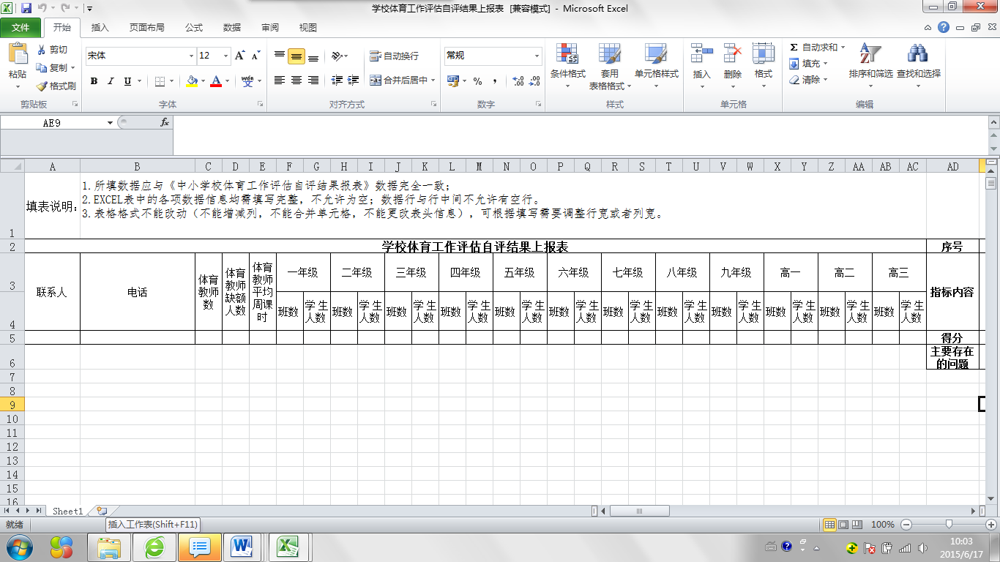 学校体育工作评估自评结果上报表 [兼容模式] - Microsoft Excel
文件 开始 插入 页面布局 公式 数据 审阅 视图
粘贴 剪切 复制 格式刷
宋体 12 自动换行 常规
B I U 合并后居中 % ,
条件格式 套用表格格式 单元格样式 插入 删除 格式
Σ 自动求和 填充 清除 排序和筛选 查找和选择
剪贴板 字体 对齐方式 数字 样式 单元格 编辑
AE9 fx
A B C D E F G H I J K L M N O P Q R S T U V W X Y Z AA AB AC AD
填表说明:
1.所填数据应与《中小学校体育工作评估自评结果报表》数据完全一致;
2.EXCEL表中的各项数据信息均需填写完整，不允许为空；数据行与行中间不允许有空行。
3.表格格式不能改动（不能增减列，不能合并单元格，不能更改表头信息），可根据填写需要调整行宽或者列宽。
1
2 学校体育工作评估自评结果上报表 序号
3 联系人 电话 体育教师数 体育教师缺额人数 体育教师平均周课时 一年级 二年级 三年级 四年级 五年级 六年级 七年级 八年级 九年级 高一 高二 高三 指标内容
4 班数 学生人数 班数 学生人数 班数 学生人数 班数 学生人数 班数 学生人数 班数 学生人数 班数 学生人数 班数 学生人数 班数 学生人数 班数 学生人数 班数 学生人数 班数 学生人数
5 得分
6 主要存在的问题
7
8
9
10
11
12
13
14
15
16
Sheet1
就绪 插入工作表(Shift+F11) 100%
10:03
2015/6/17